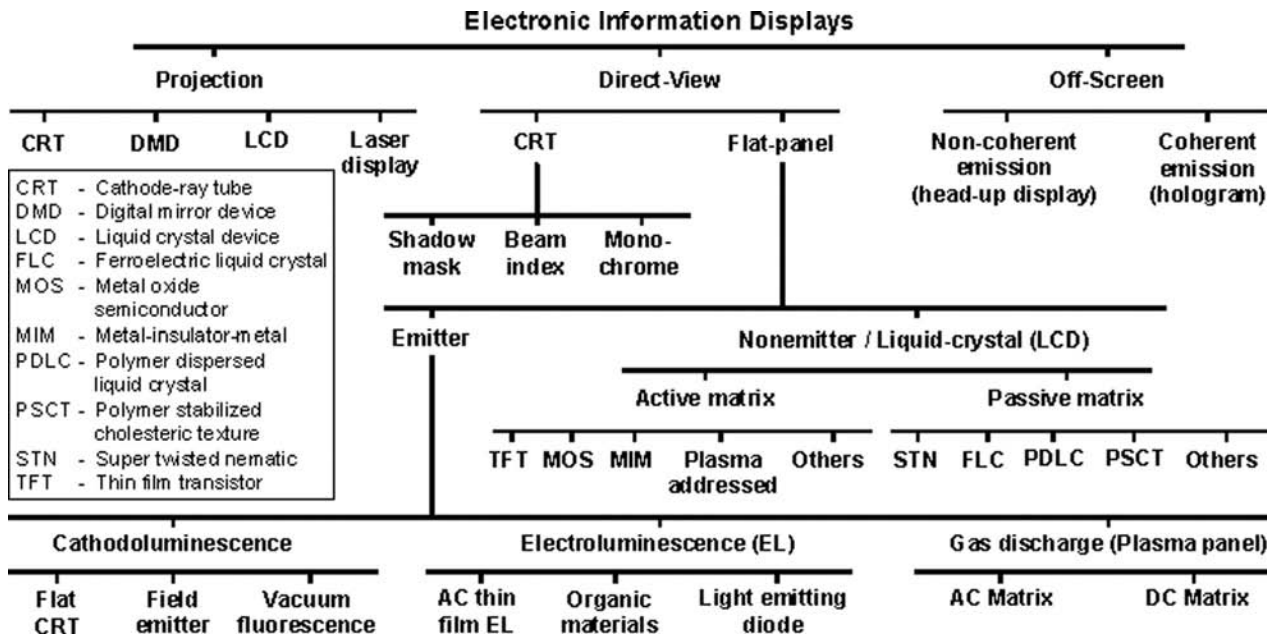 Electronic Information Displays
Projection Direct-View Off-Screen
CRT DMD LCD Laser
display
CRT Flat-panel
Non-coherent
emission
(head-up display)
Coherent
emission
(hologram)
CRT - Cathode-ray tube
DMD - Digital mirror device
LCD - Liquid crystal device
FLC - Ferroelectric liquid crystal
MOS - Metal oxide
semiconductor
MIM - Metal-insulator-metal
PDLC - Polymer dispersed
liquid crystal
PSCT - Polymer stabilized
cholesteric texture
STN - Super twisted nematic
TFT - Thin film transistor
Shadow
mask
Beam
index
Mono-
chrome
Emitter Nonemitter / Liquid-crystal (LCD)
Active matrix Passive matrix
TFT MOS MIM Plasma
addressed
Others
STN FLC PDLC PSCT Others
Cathodoluminescence Electroluminescence (EL) Gas discharge (Plasma panel)
Flat
CRT
Field
emitter
Vacuum
fluorescence
AC thin
film EL
Organic
materials
Light emitting
diode
AC Matrix DC Matrix